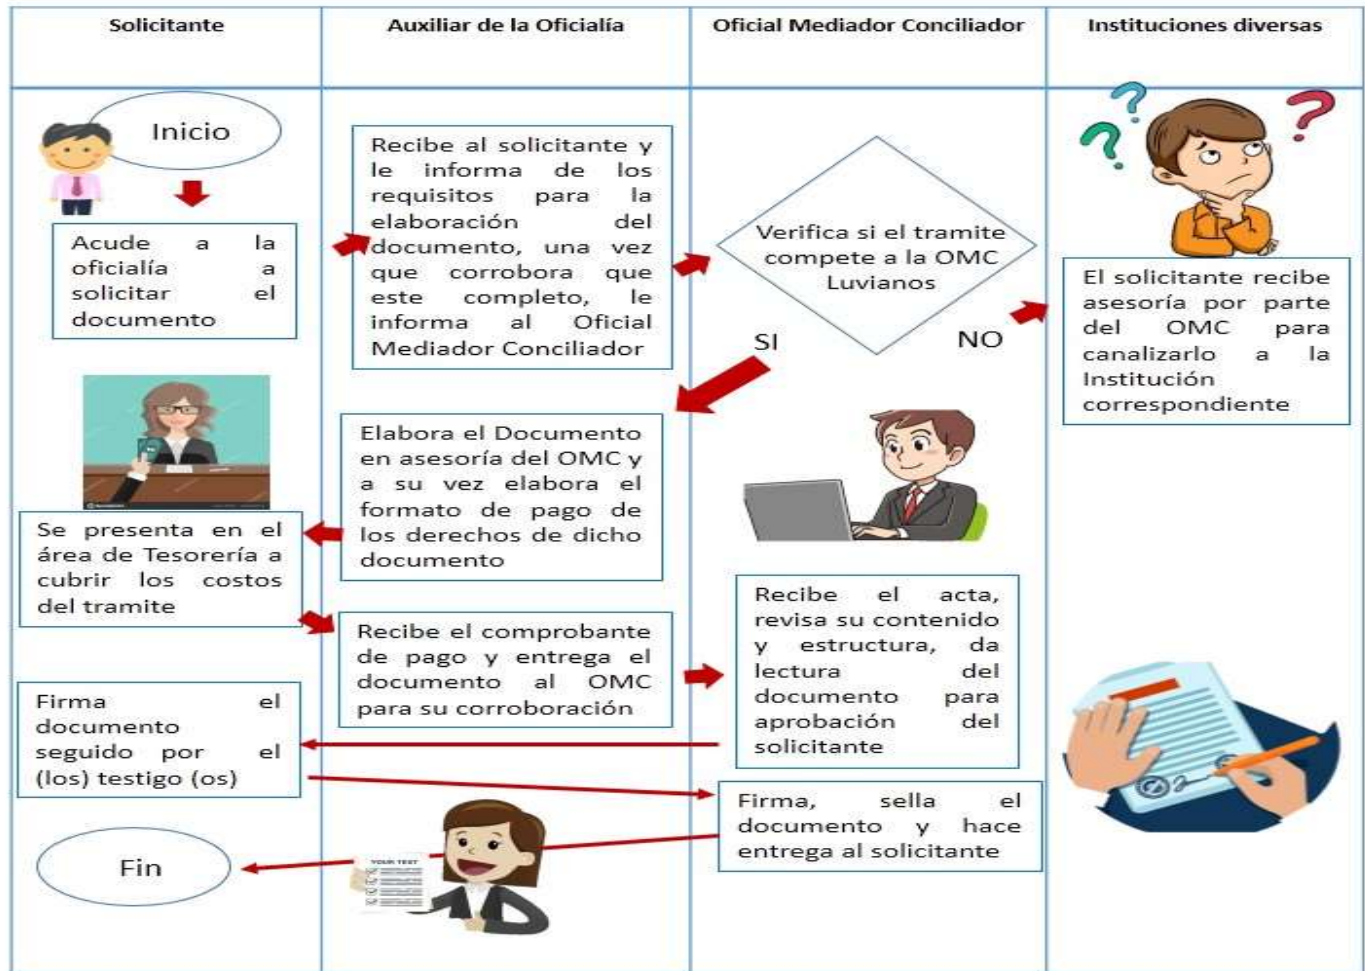 Solicitante
Auxiliar de la Oficialía
Oficial Mediador Conciliador
Instituciones diversas
Inicio
Acude a la
oficialía a
solicitar el
documento
Recibe al solicitante y
le informa de los
requisitos para la
elaboración del
documento, una vez
que corrobora que
este completo, le
informa al Oficial
Mediador Conciliador
Verifica si el tramite
compete a la OMC
Luvianos
SI
NO
El solicitante recibe
asesoría por parte
del OMC para
canalizarlo a la
Institución
correspondiente
Elabora el Documento
en asesoría del OMC y
a su vez elabora el
formato de pago de
los derechos de dicho
documento
Se presenta en el
área de Tesorería a
cubrir los costos
del tramite
Recibe el comprobante
de pago y entrega el
documento al OMC
para su corroboración
Recibe el acta,
revisa su contenido
y estructura, da
lectura del
documento para
aprobación del
solicitante
Firma el
documento
seguido por el
(los) testigo (os)
Firma, sella el
documento y hace
entrega al solicitante
YOUR TEXT
Fin